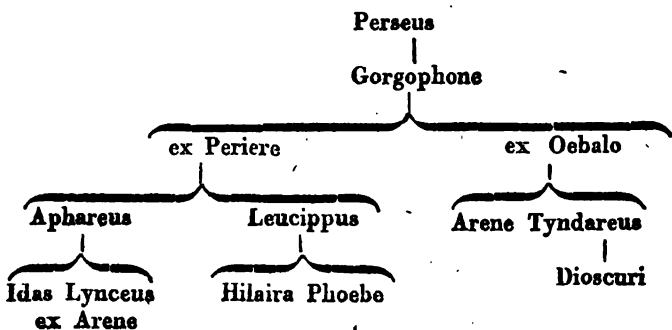 Perseus
Gorgophone
ex Periere ex Oebalo
Aphareus Leucippus Arene Tyndareus
Idas Lynceus Hilaira Phoebe Dioscuri
ex Arene